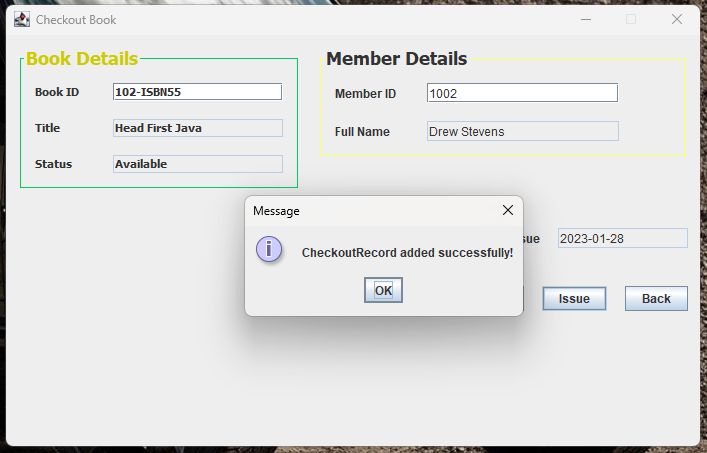 Checkout Book
Book Details
Book ID 102-ISBN55
Title Head First Java
Status Available
Member Details
Member ID 1002
Full Name Drew Stevens
Message
CheckoutRecord added successfully!
OK
2023-01-28
Issue Back